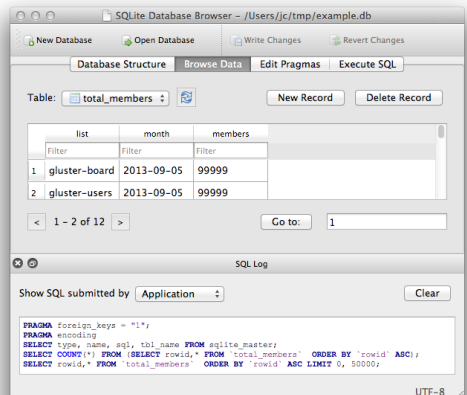 SQLite Database Browser – /Users/jc/tmp/example.db
New Database Open Database Write Changes Revert Changes
Database Structure Browse Data Edit Pragmas Execute SQL
Table: total_members New Record Delete Record
list month members
Filter Filter Filter
1 gluster-board 2013-09-05 99999
2 gluster-users 2013-09-05 99999
< 1 - 2 of 12 > Go to: 1
SQL Log
Show SQL submitted by Application Clear
PRAGMA foreign_keys = "1";
PRAGMA encoding
SELECT type, name, sql, tbl_name FROM sqlite_master;
SELECT COUNT(*) FROM (SELECT rowid,* FROM `total_members` ORDER BY `rowid` ASC);
SELECT rowid,* FROM `total_members` ORDER BY `rowid` ASC LIMIT 0, 50000;
UTF-8